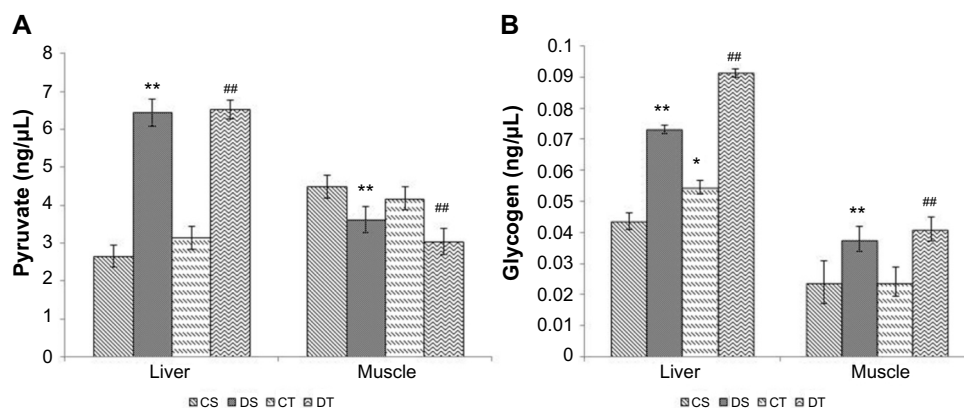 A
Pyruvate (ng/µL)
8
7
6
5
4
3
2
1
0
**
##
**
##
Liver
Muscle
CS DS CT DT
B
Glycogen (ng/µL)
0.1
0.09
0.08
0.07
0.06
0.05
0.04
0.03
0.02
0.01
0
**
*
##
**
##
Liver
Muscle
CS DS CT DT